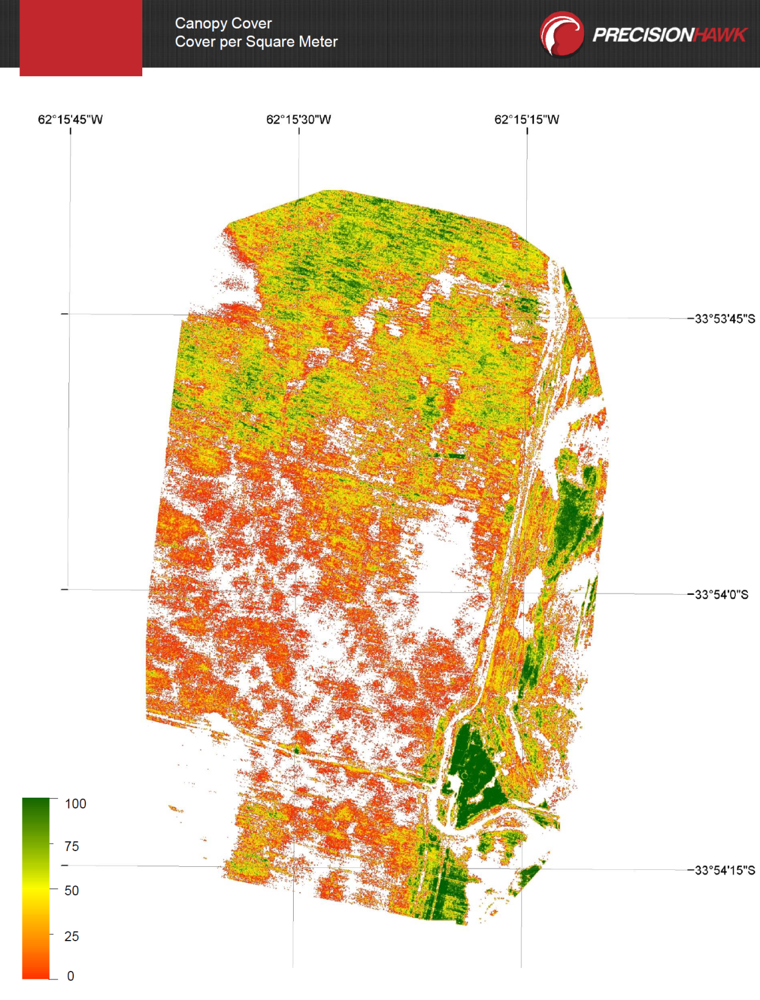 Canopy Cover
Cover per Square Meter
PRECISIONHAWK
62°15'45"W
62°15'30"W
62°15'15"W
-33°53'45"S
-33°54'0"S
-33°54'15"S
100
75
50
25
0